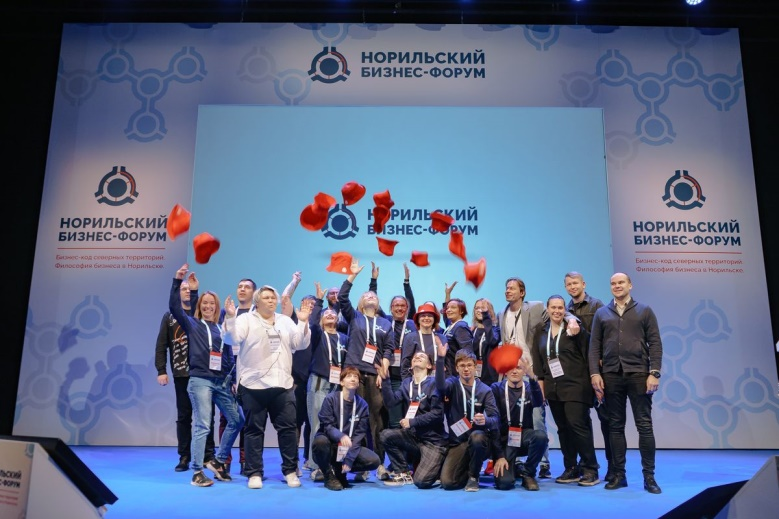 НОРИЛЬСКИЙ
БИЗНЕС-ФОРУМ
НОРИЛЬСКИЙ
БИЗНЕС-ФОРУМ
Бизнес-код северных территорий
Философия бизнеса в Норильске.
НОРИЛЬСКИЙ
НОРИЛЬСКИЙ
БИЗНЕС-ФОРУМ
Бизнес-код северных территорий
Философия бизнеса в Норильске.
НОРИЛЬСКИЙ
БИЗНЕС-ФОРУМ